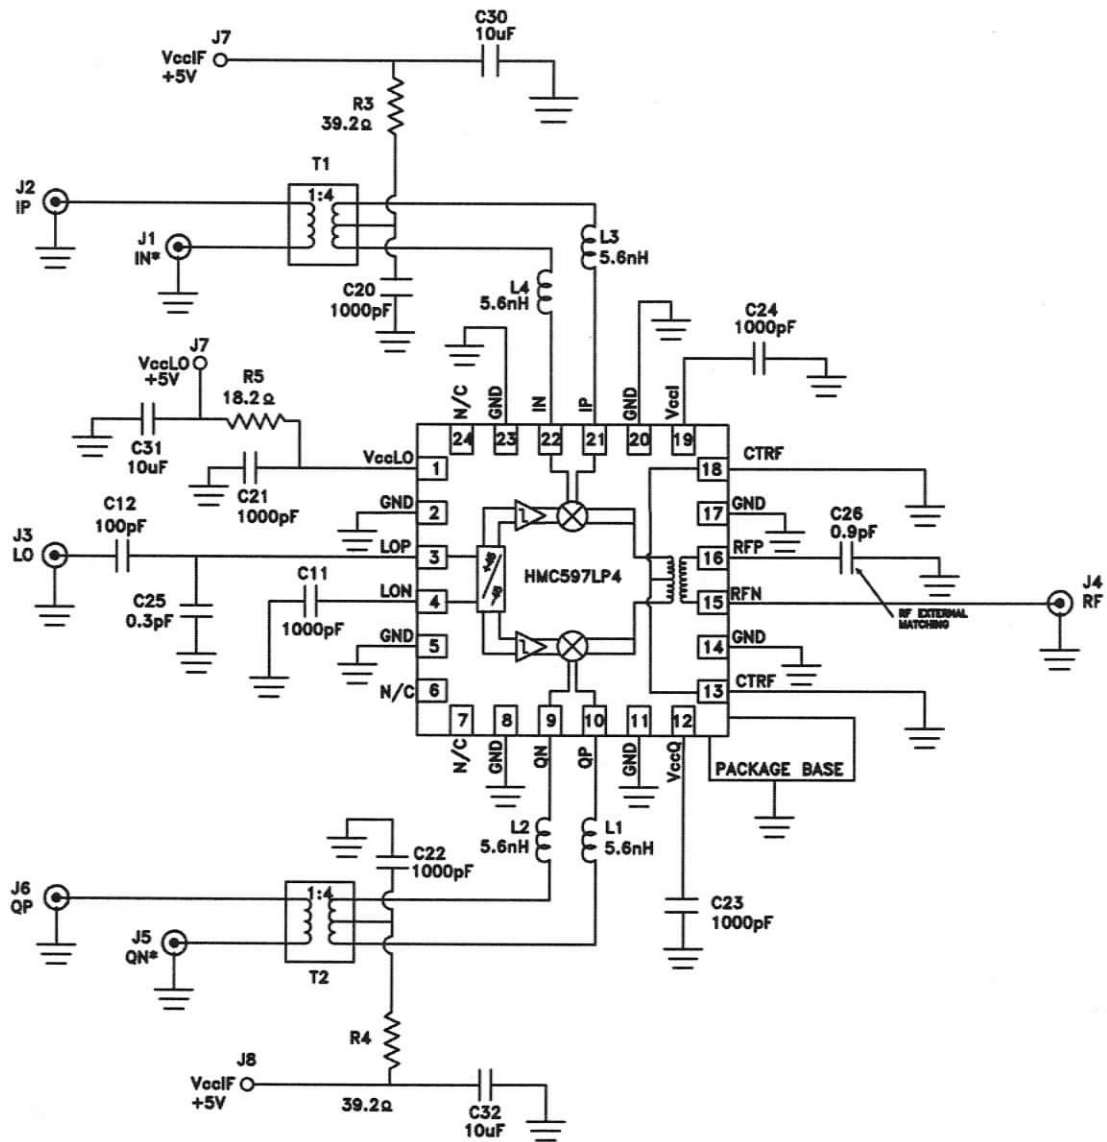 C30
10uF
J7
VccIF
+5V
R3
39.2Ω
T1
1:4
J2
IP
J1
IN*
L3
5.6nH
L4
5.6nH
C20
1000pF
C24
1000pF
J7
VccLO
+5V
R5
18.2Ω
C31
10uF
C21
1000pF
N/C
GND
IN
IP
GND
VccI
24
23
22
21
20
19
VccLO
1
18
CTRF
GND
2
17
GND
C12
100pF
C26
0.9pF
J3
LO
LOP
3
16
RFP
+45
-45
HMC597LP4
C11
1000pF
LON
4
15
RFN
J4
RF
RF EXTERNAL
MATCHING
C25
0.3pF
GND
5
14
GND
N/C
6
13
CTRF
7
8
9
10
11
12
N/C
GND
QN
QP
GND
VccQ
PACKAGE BASE
L2
5.6nH
L1
5.6nH
C22
1000pF
1:4
J6
QP
J5
QN*
T2
C23
1000pF
R4
39.2Ω
J8
VccIF
+5V
C32
10uF